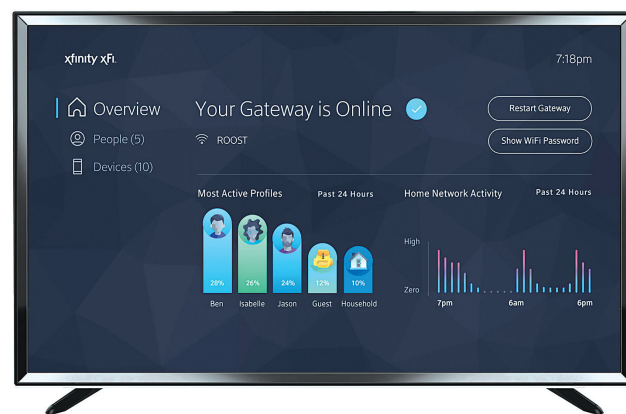 xfinity xFi.
7:18pm
Overview
People (5)
Devices (10)
Your Gateway is Online
ROOST
Restart Gateway
Show WiFi Password
Most Active Profiles
Past 24 Hours
28%
26%
24%
12%
10%
Ben
Isabelle
Jason
Guest
Household
Home Network Activity
Past 24 Hours
High
Zero
7pm
6am
6pm